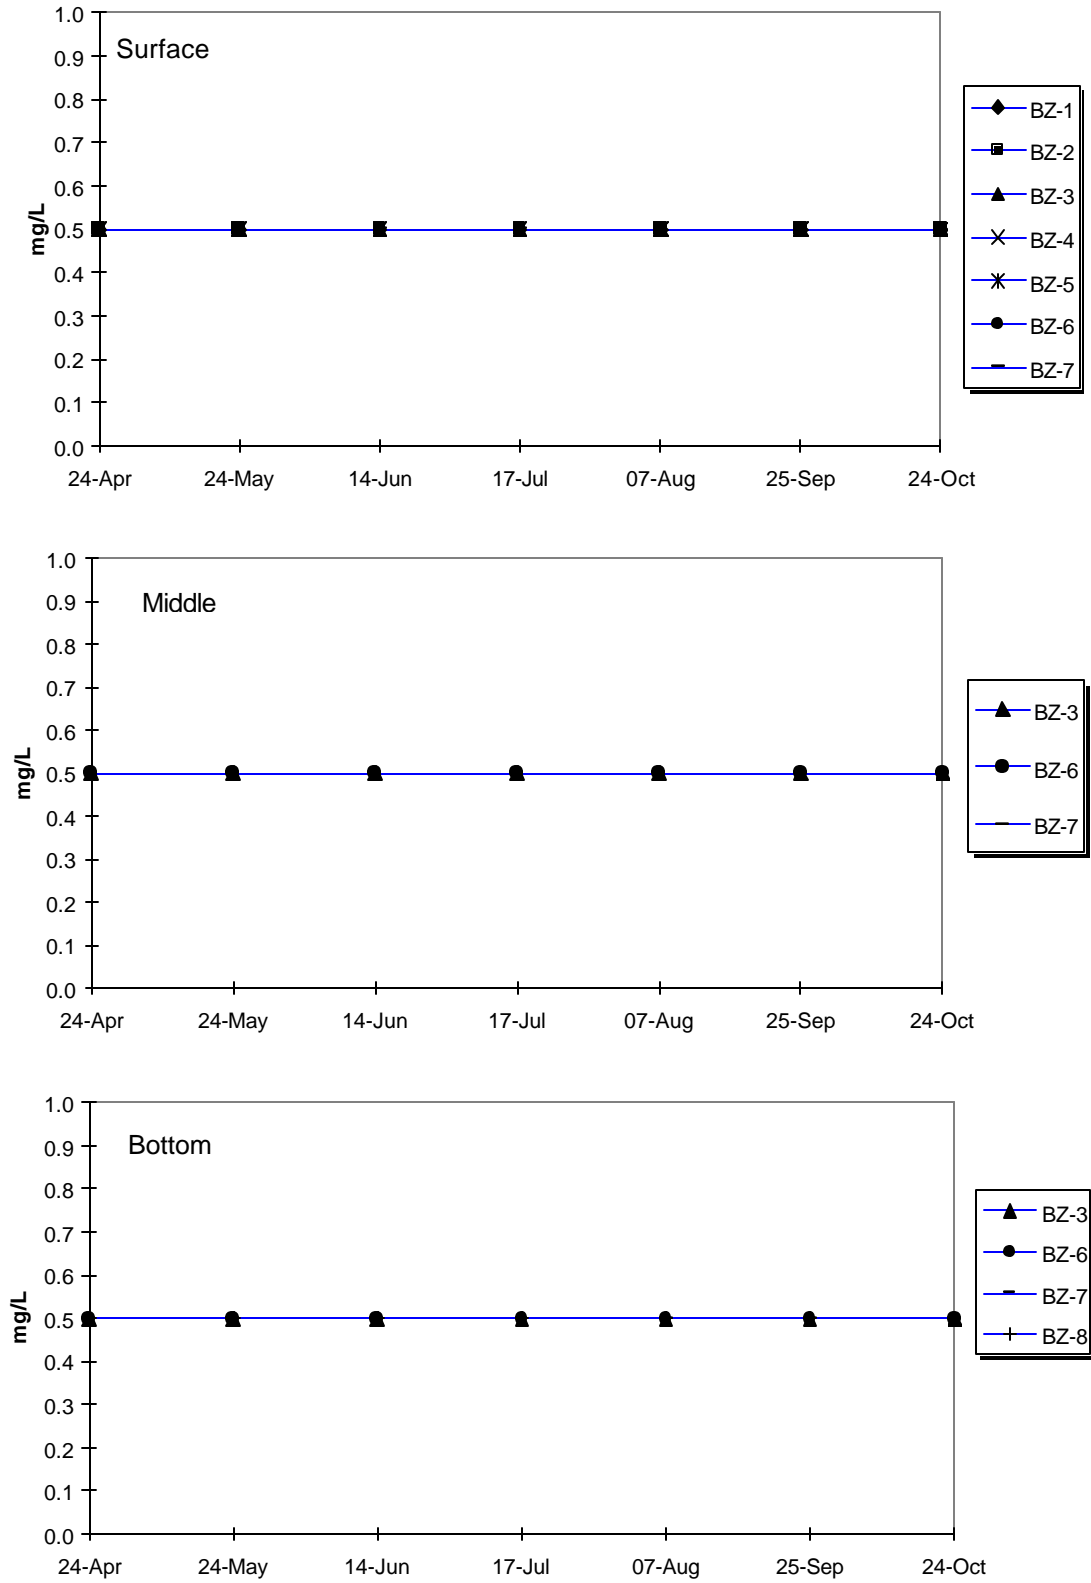 1.0
Surface
0.9
0.8
0.7
0.6
0.5
0.4
0.3
0.2
0.1
0.0
mg/L
24-Apr 24-May 14-Jun 17-Jul 07-Aug 25-Sep 24-Oct
BZ-1
BZ-2
BZ-3
BZ-4
BZ-5
BZ-6
BZ-7
1.0
Middle
0.9
0.8
0.7
0.6
0.5
0.4
0.3
0.2
0.1
0.0
mg/L
24-Apr 24-May 14-Jun 17-Jul 07-Aug 25-Sep 24-Oct
BZ-3
BZ-6
BZ-7
1.0
Bottom
0.9
0.8
0.7
0.6
0.5
0.4
0.3
0.2
0.1
0.0
mg/L
24-Apr 24-May 14-Jun 17-Jul 07-Aug 25-Sep 24-Oct
BZ-3
BZ-6
BZ-7
BZ-8